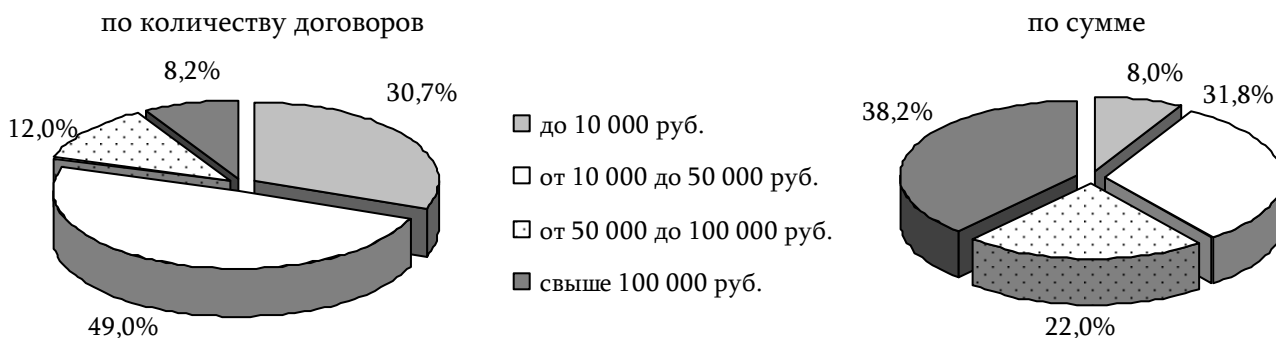 по количеству договоров
8,2%
30,7%
12,0%
49,0%
до 10 000 руб.
от 10 000 до 50 000 руб.
от 50 000 до 100 000 руб.
свыше 100 000 руб.
по сумме
8,0%
31,8%
38,2%
22,0%